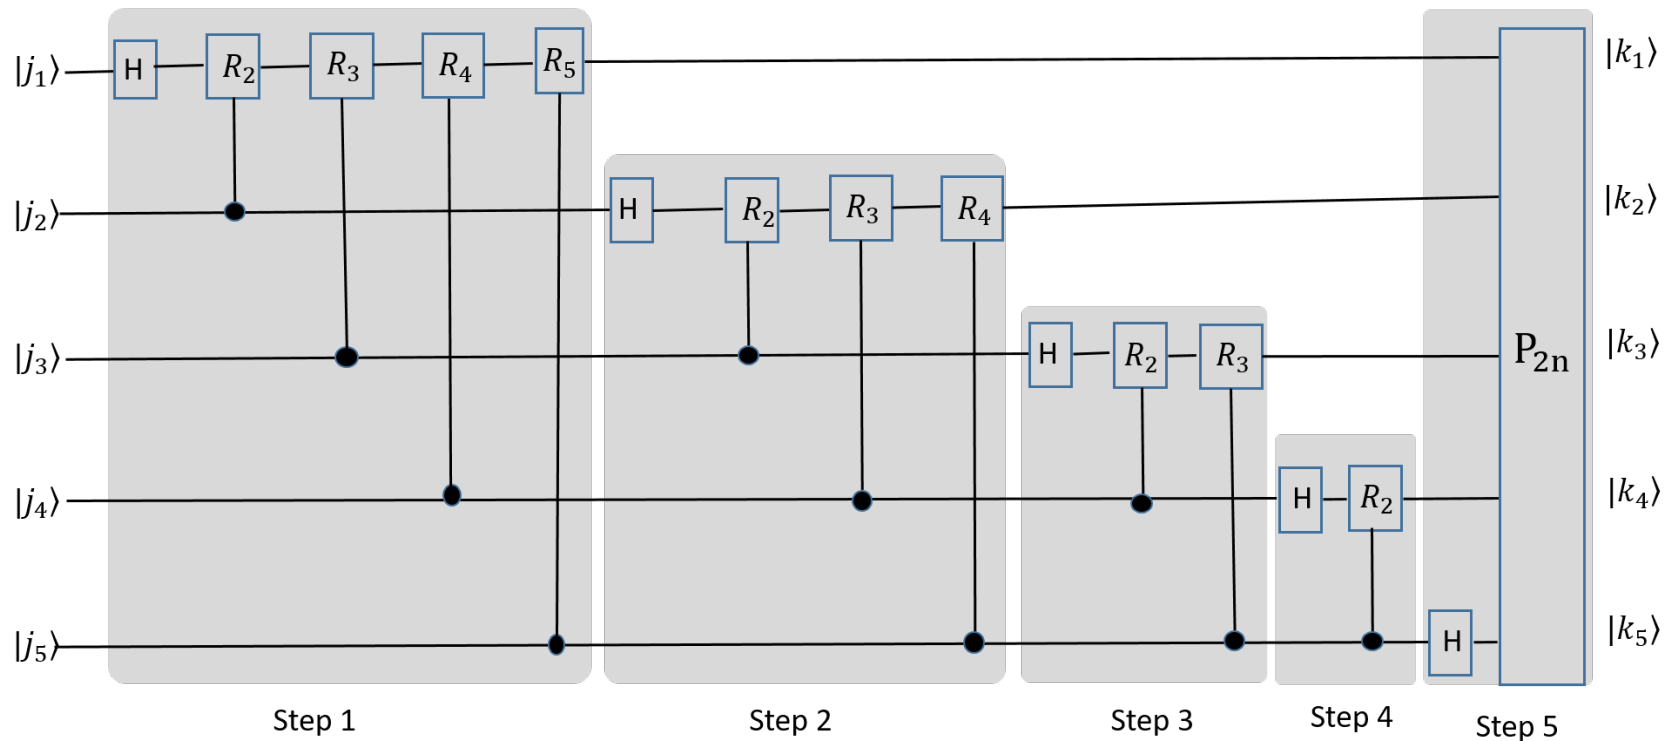 |j₁⟩ H R₂ R₃ R₄ R₅ |k₁⟩
|j₂⟩ H R₂ R₃ R₄ |k₂⟩
|j₃⟩ H R₂ R₃ P₂ₙ |k₃⟩
|j₄⟩ H R₂ |k₄⟩
|j₅⟩ H |k₅⟩
Step 1 Step 2 Step 3 Step 4 Step 5